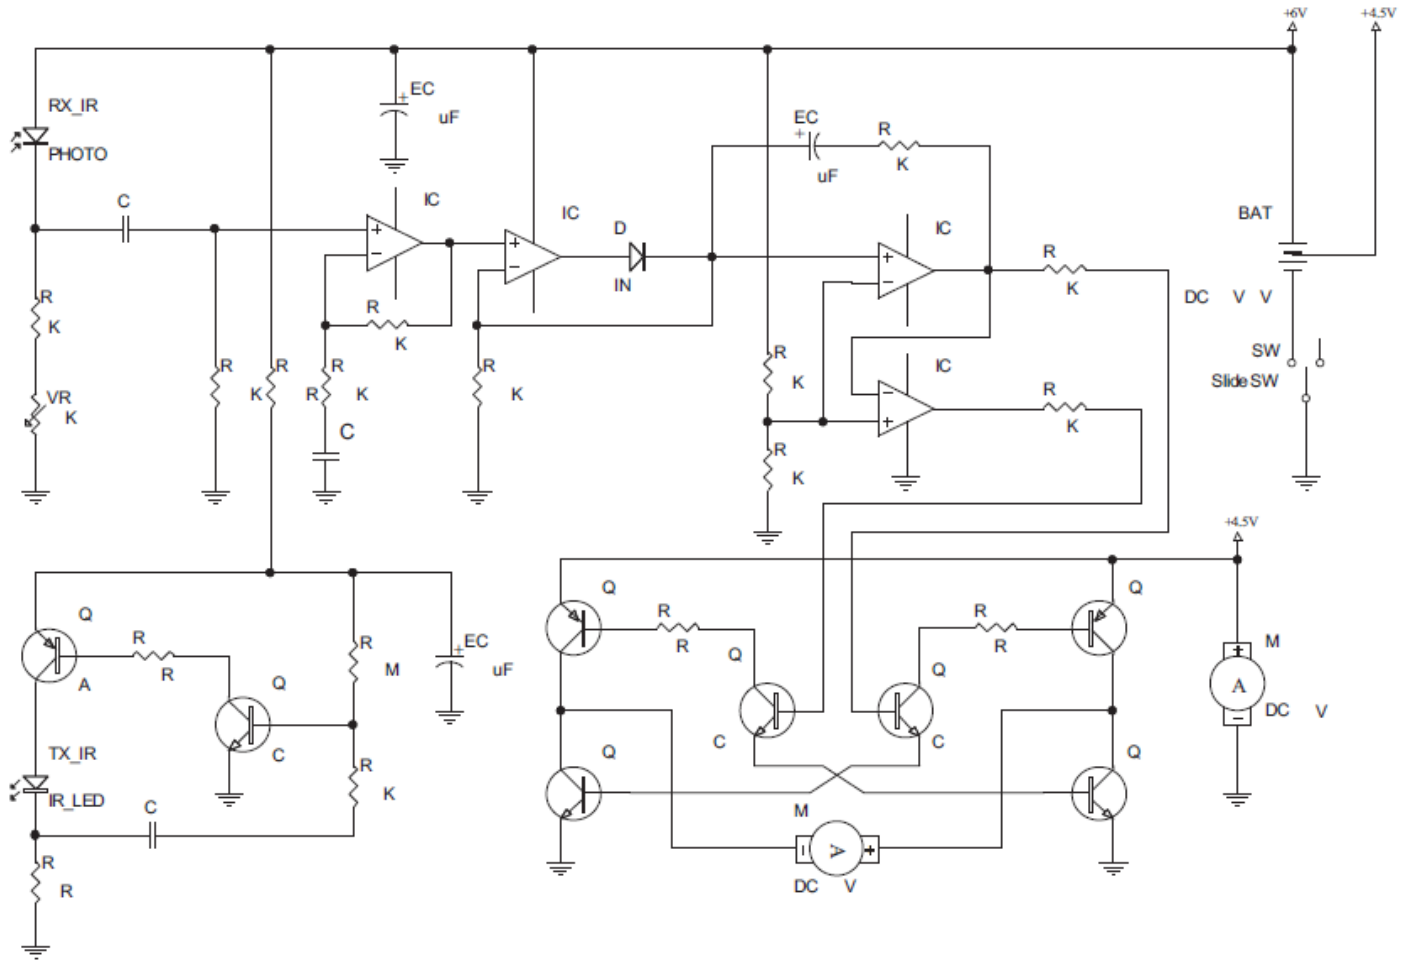 +6V +4.5V
RX_IR
PHOTO
EC
+
uF
EC
+
uF
R
K
C
IC
IC
D
IN
IC
BAT
R
K
DC V V
R
K
R
K
IC
SW
Slide SW
VR
K
R
R
K
R
R K
C
R
K
R
K
R
K
R
K
+4.5V
Q
A
R
R
Q
C
R
M
EC
+
uF
Q
R
R
Q
C
R
R
Q
C
Q
M
+
A
-
DC V
TX_IR
IR_LED
C
R
K
Q
Q
M
- A +
DC V
R
R